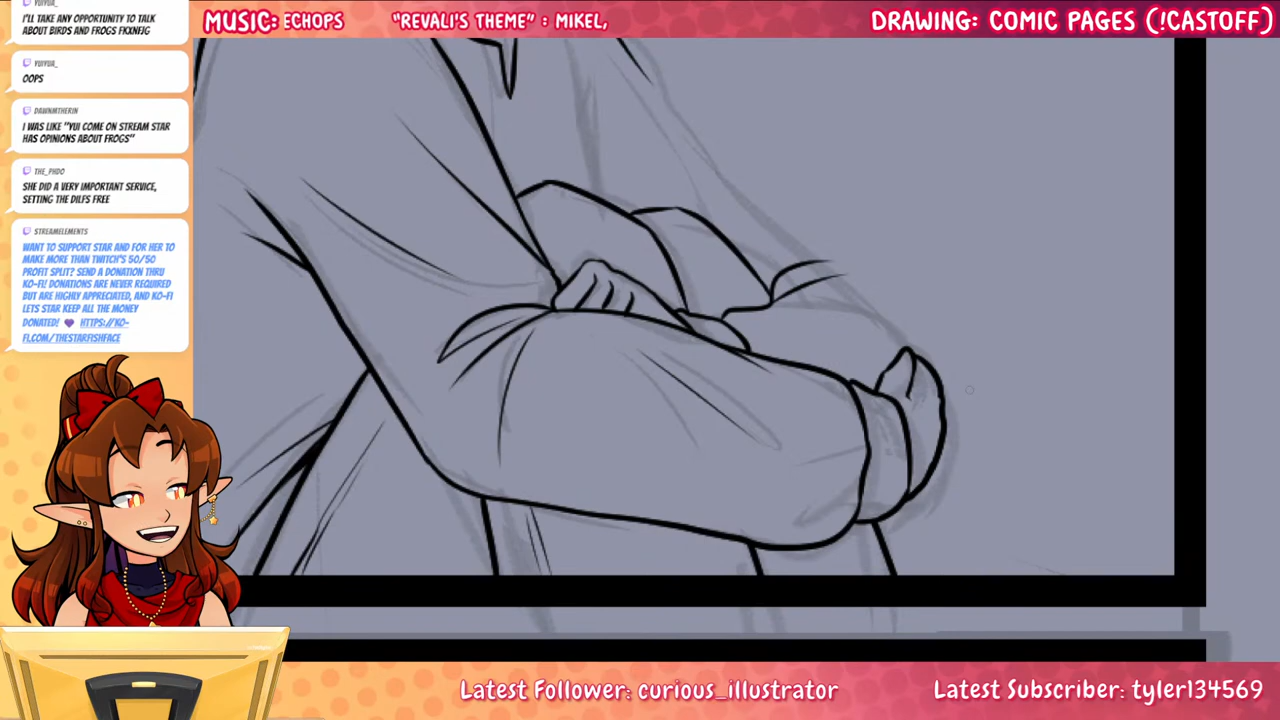 MUSIC: ECHOPS "REVALI'S THEME" : MIKEL,
DRAWING: COMIC PAGES (!CASTOFF)
YUIYUA_
I'LL TAKE ANY OPPORTUNITY TO TALK
ABOUT BIRDS AND FROGS FKXNFJG
YUIYUA_
OOPS
DAWNMTHERIN
I WAS LIKE "YUI COME ON STREAM STAR
HAS OPINIONS ABOUT FROGS"
THE_PHDO
SHE DID A VERY IMPORTANT SERVICE,
SETTING THE DILFS FREE
STREAMELEMENTS
WANT TO SUPPORT STAR AND FOR HER TO
MAKE MORE THAN TWITCH'S 50/50
PROFIT SPLIT? SEND A DONATION THRU
KO-FI! DONATIONS ARE NEVER REQUIRED
BUT ARE HIGHLY APPRECIATED, AND KO-FI
LETS STAR KEEP ALL THE MONEY
DONATED! 💜 HTTPS://KO-
FI.COM/THESTARFISHFACE
Latest Follower: curious_illustrator
Latest Subscriber: tyler134569